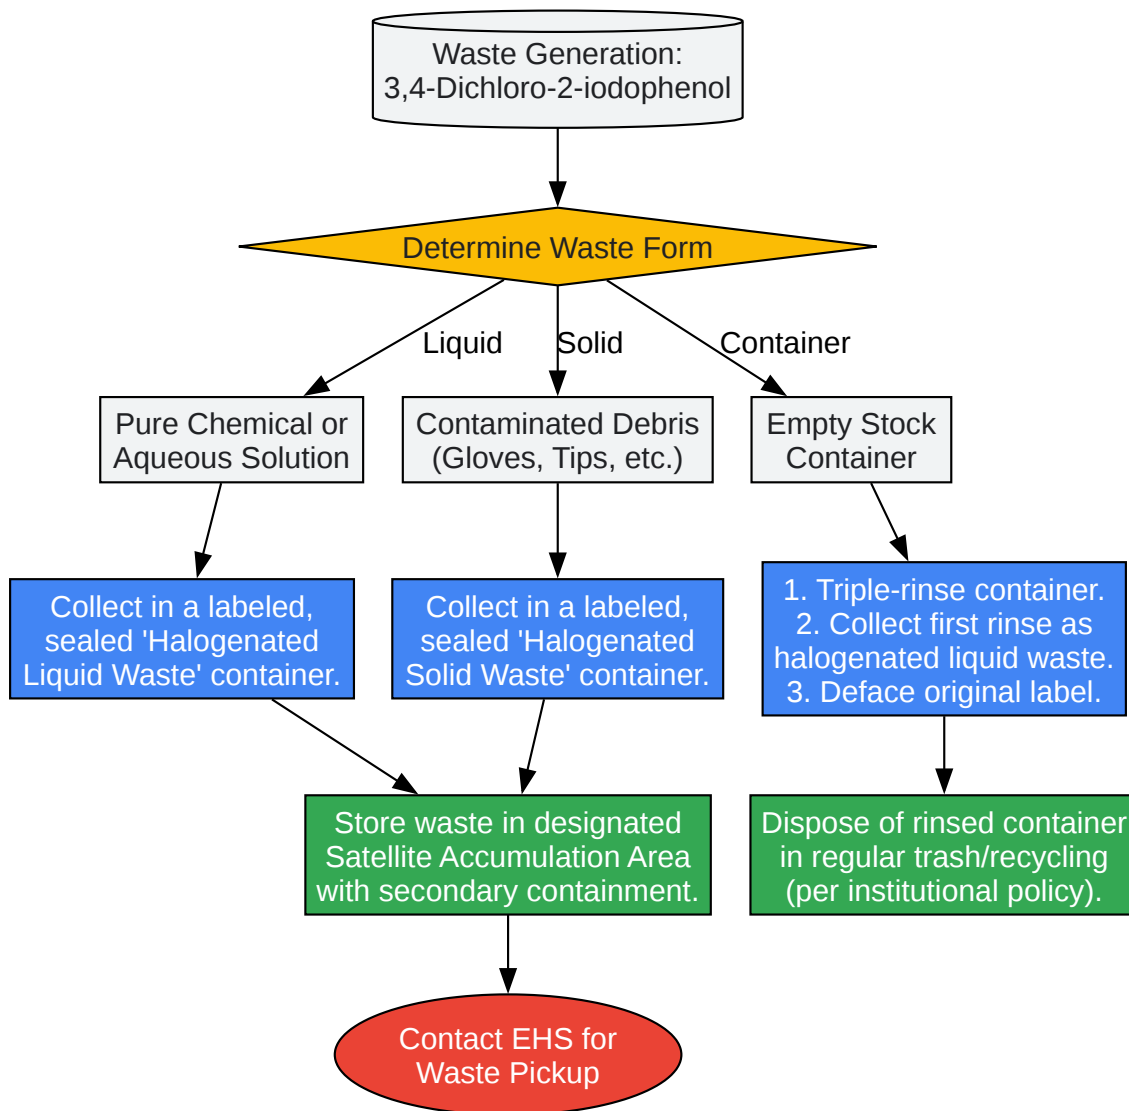 Waste Generation:
3,4-Dichloro-2-iodophenol
Determine Waste Form
Liquid
Solid
Container
Pure Chemical or
Aqueous Solution
Contaminated Debris
(Gloves, Tips, etc.)
Empty Stock
Container
Collect in a labeled,
sealed 'Halogenated
Liquid Waste' container.
Collect in a labeled,
sealed 'Halogenated
Solid Waste' container.
1. Triple-rinse container.
2. Collect first rinse as
halogenated liquid waste.
3. Deface original label.
Store waste in designated
Satellite Accumulation Area
with secondary containment.
Dispose of rinsed container
in regular trash/recycling
(per institutional policy).
Contact EHS for
Waste Pickup